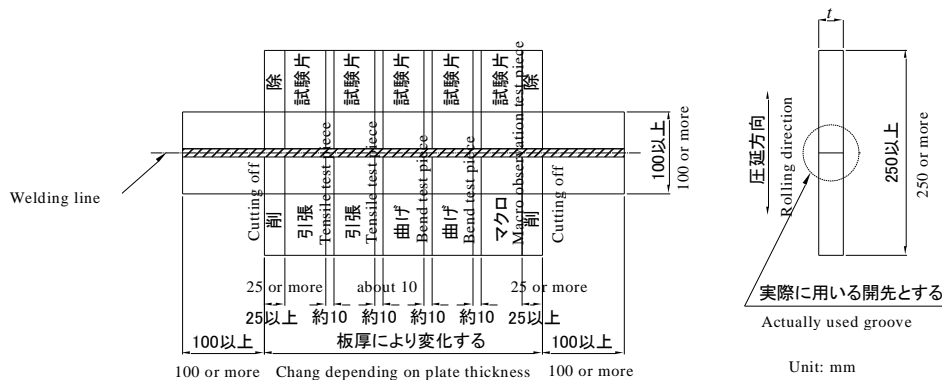 除
試験片
試験片
試験片
試験片
試験片
除
Welding line
Cutting off
削
引張
Tensile test piece
引張
Tensile test piece
曲げ
Bend test piece
曲げ
Bend test piece
マクロ
Macro observation test piece
削
Cutting off
100以上
100 or more
25 or more
about 10
25 or more
25以上
約10
約10
約10
約10
25以上
100以上
板厚により変化する
100以上
100 or more
Chang depending on plate thickness
100 or more
t
圧延方向
Rolling direction
250以上
250 or more
実際に用いる開先とする
Actually used groove
Unit: mm